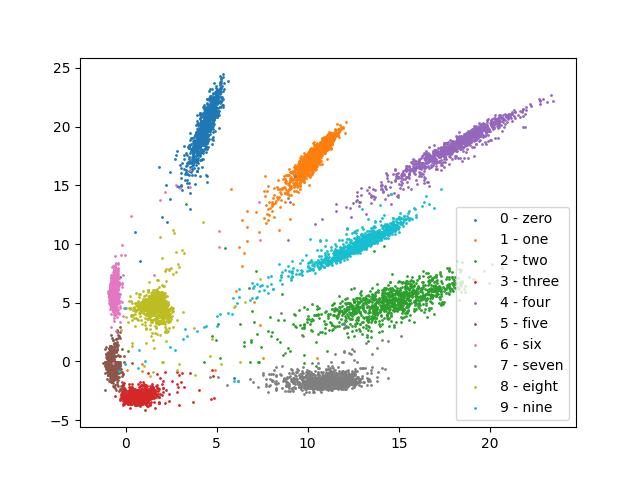 25
20
15
10
5
0
−5
0
5
10
15
20
0 - zero
1 - one
2 - two
3 - three
4 - four
5 - five
6 - six
7 - seven
8 - eight
9 - nine